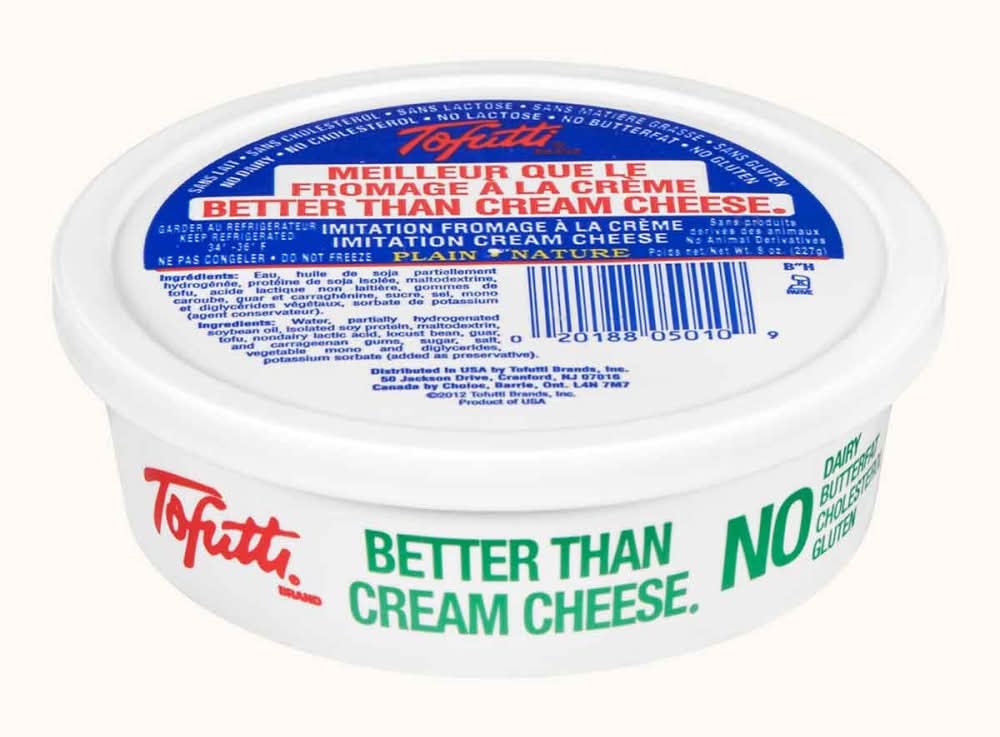 SANS LAIT • SANS CHOLESTEROL • SANS LACTOSE • SANS MATIÈRE GRASSE • SANS GLUTEN
NO DAIRY • NO CHOLESTEROL • NO LACTOSE • NO BUTTERFAT • NO GLUTEN
Tofutti
BRAND
MEILLEUR QUE LE
FROMAGE À LA CRÈME
BETTER THAN CREAM CHEESE.
GARDER AU REFRIGERATEUR
KEEP REFRIGERATED
34°-36° F
NE PAS CONGELER • DO NOT FREEZE
IMITATION FROMAGE À LA CRÈME
IMITATION CREAM CHEESE
PLAIN NATURE
Sans produits
derives des animaux
No Animal Derivatives
Poids net/Net Wt. 8 oz. (227g)
Ingrédients: Eau, huile de soja partiellement
hydrogénée, protéine de soja isolée, maltodextrine,
tofu, acide lactique non laitière, gommes de
caroube, guar et carraghénine, sucre, sel, mono
et diglycérides végétaux, sorbate de potassium
(agent conservateur).
Ingredients: Water, partially hydrogenated
soybean oil, isolated soy protein, maltodextrin,
tofu, nondairy lactic acid, locust bean, guar,
and carrageenan gums, sugar, salt,
vegetable mono and diglycerides,
potassium sorbate (added as preservative).
B"H
K
PARVE
0 20188 05010 9
Distributed in USA by Tofutti Brands, Inc.
50 Jackson Drive, Cranford, NJ 07016
Canada by Choloc, Barrie, Ont. L4N 7M7
©2012 Tofutti Brands, Inc.
Product of USA
Tofutti.
BRAND
BETTER THAN
CREAM CHEESE.
NO
DAIRY
BUTTERFAT
CHOLESTEROL
GLUTEN